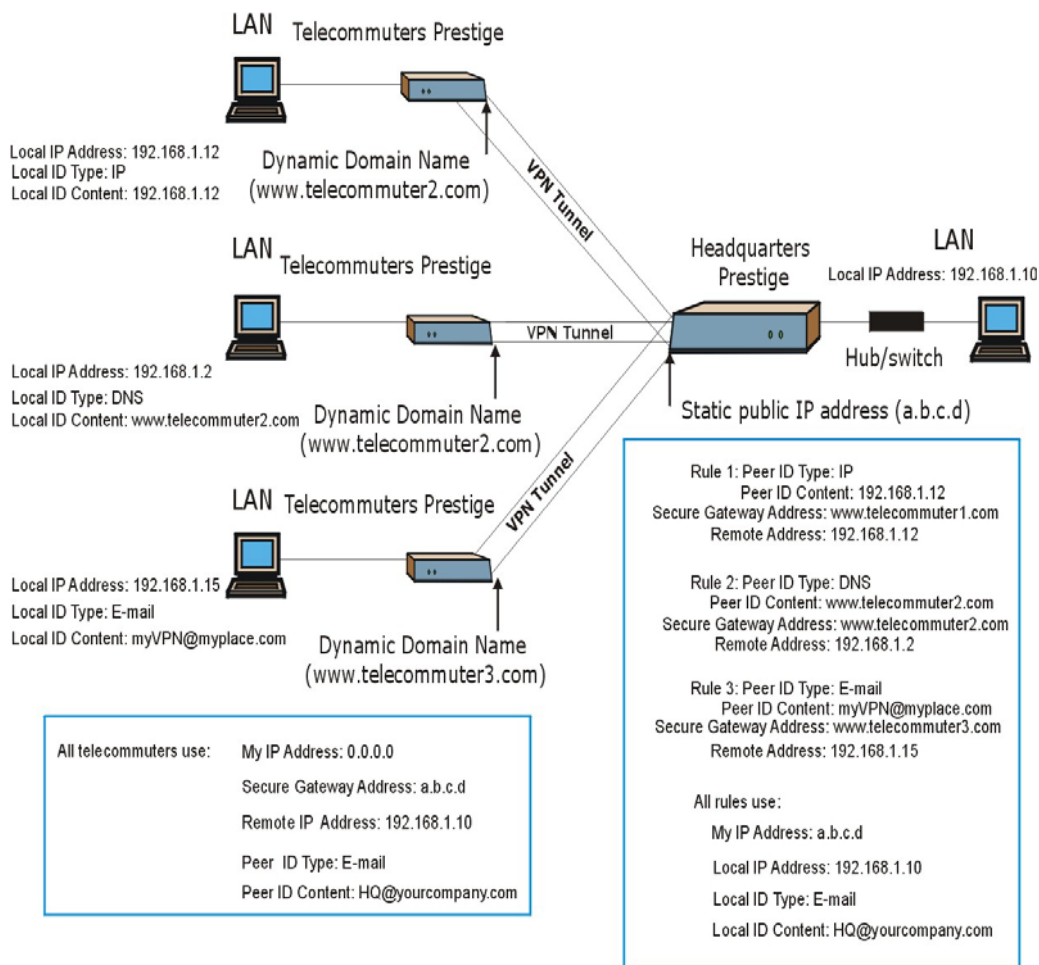 LAN
Telecommuters Prestige
Local IP Address: 192.168.1.12
Local ID Type: IP
Local ID Content: 192.168.1.12
Dynamic Domain Name
(www.telecommuter2.com)
VPN Tunnel
LAN
Telecommuters Prestige
Local IP Address: 192.168.1.2
Local ID Type: DNS
Local ID Content: www.telecommuter2.com
Dynamic Domain Name
(www.telecommuter2.com)
VPN Tunnel
Headquarters
Prestige
LAN
Local IP Address: 192.168.1.10
Hub/switch
Static public IP address (a.b.c.d)
LAN
Telecommuters Prestige
Local IP Address: 192.168.1.15
Local ID Type: E-mail
Local ID Content: myVPN@myplace.com
Dynamic Domain Name
(www.telecommuter3.com)
VPN Tunnel
All telecommuters use:
My IP Address: 0.0.0.0
Secure Gateway Address: a.b.c.d
Remote IP Address: 192.168.1.10
Peer ID Type: E-mail
Peer ID Content: HQ@yourcompany.com
Rule 1: Peer ID Type: IP
Peer ID Content: 192.168.1.12
Secure Gateway Address: www.telecommuter1.com
Remote Address: 192.168.1.12
Rule 2: Peer ID Type: DNS
Peer ID Content: www.telecommuter2.com
Secure Gateway Address: www.telecommuter2.com
Remote Address: 192.168.1.2
Rule 3: Peer ID Type: E-mail
Peer ID Content: myVPN@myplace.com
Secure Gateway Address: www.telecommuter3.com
Remote Address: 192.168.1.15
All rules use:
My IP Address: a.b.c.d
Local IP Address: 192.168.1.10
Local ID Type: E-mail
Local ID Content: HQ@yourcompany.com